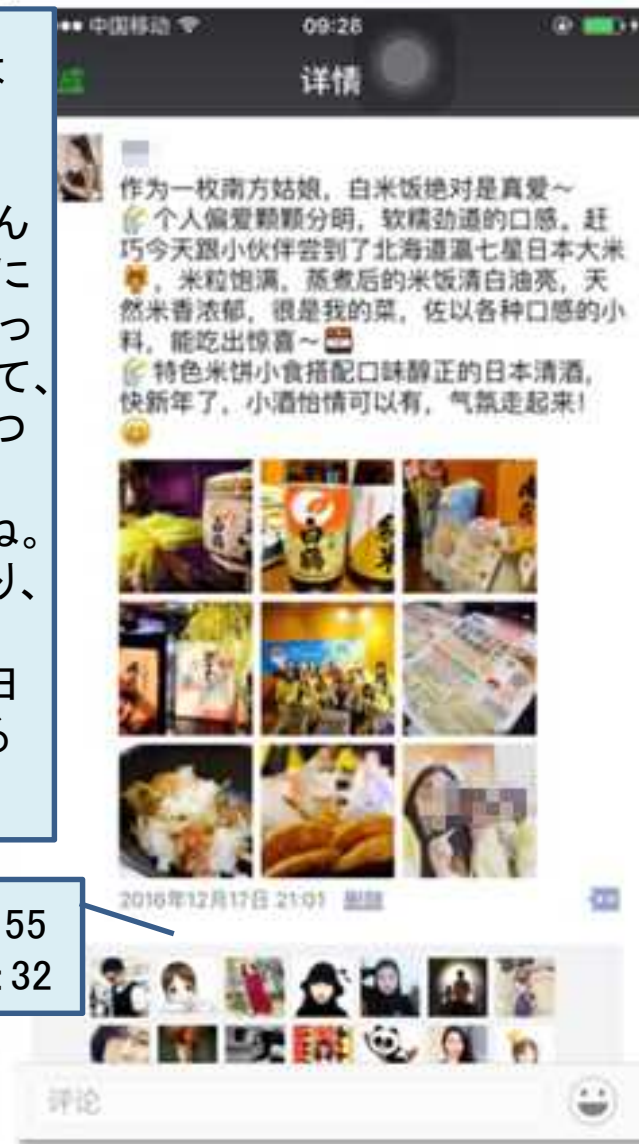 中国移动
09:28
详情
ん
に
っ
て、
つ
ね。
り、
日
る
作为一枚南方姑娘，白米饭绝对是真爱～
个人偏爱颗颗分明，软糯劲道的口感。赶
巧今天跟小伙伴尝到了北海道瀛七星日本大米
，米粒饱满，蒸煮后的米饭清白油亮，天
然米香浓郁，很是我的菜，佐以各种口感的小
料，能吃出惊喜～
特色米饼小食搭配口味醇正的日本清酒，
快新年了，小酒怡情可以有，气氛走起来！
白鶴
2016年12月17日 21:01 删除
55
: 32
评论